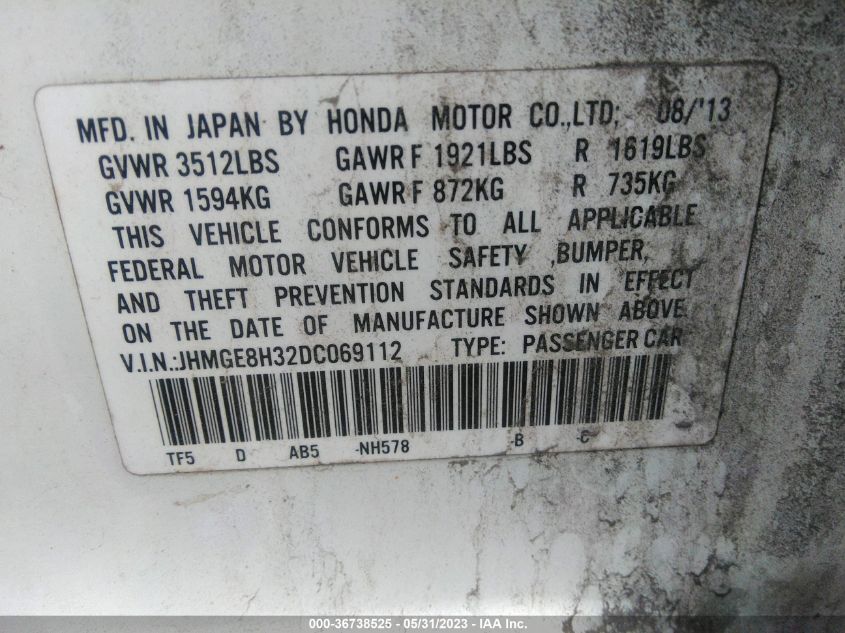 MFD. IN JAPAN BY HONDA MOTOR CO.,LTD; 08/'13
GVWR 3512LBS GAWR F 1921LBS R 1619LBS
GVWR 1594KG GAWR F 872KG R 735KG
THIS VEHICLE CONFORMS TO ALL APPLICABLE
FEDERAL MOTOR VEHICLE SAFETY ,BUMPER,
AND THEFT PREVENTION STANDARDS IN EFFECT
ON THE DATE OF MANUFACTURE SHOWN ABOVE.
V.I.N.:JHMGE8H32DC069112 TYPE: PASSENGER CAR
TF5 D AB5 -NH578 -B -C
000-36738525 - 05/31/2023 - IAA Inc.